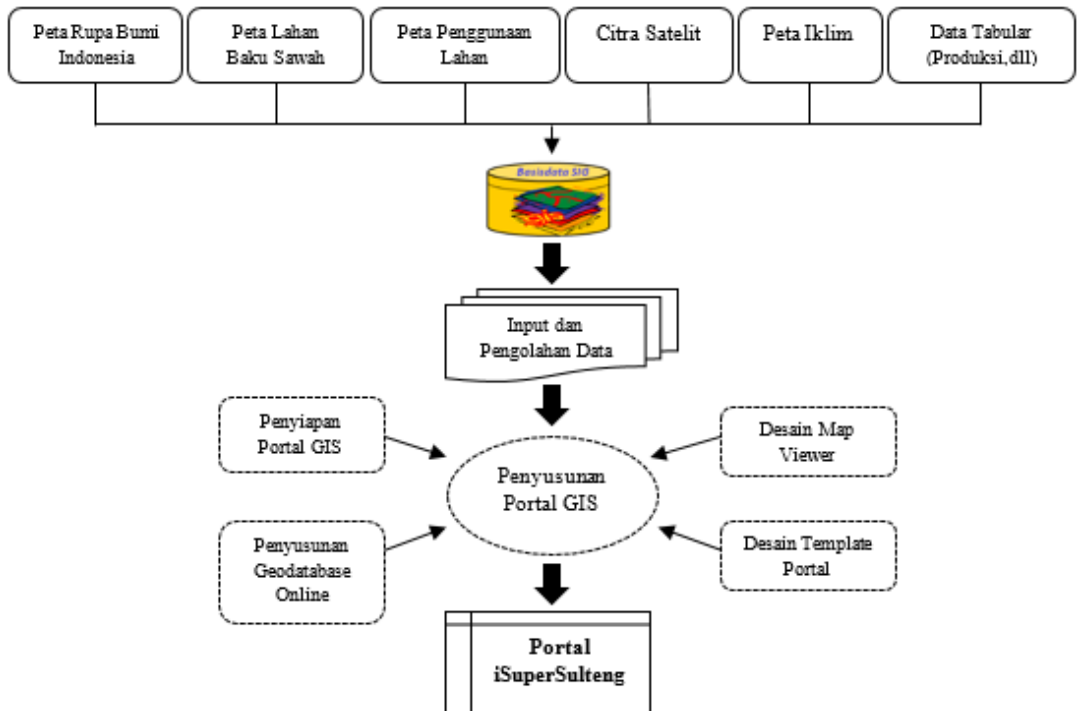 Peta Rupa Bumi
Indonesia
Peta Lahan
Baku Sawah
Peta Penggunaan
Lahan
Citra Satelit
Peta Iklim
Data Tabular
(Produksi,dll)
Basisdata SIG
Input dan
Pengolahan Data
Penyiapan
Portal GIS
Desain Map
Viewer
Penyusunan
Portal GIS
Penyusunan
Geodatabase
Online
Desain Template
Portal
Portal
iSuperSulteng